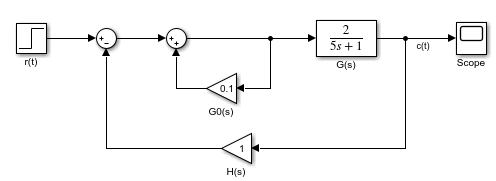 r(t)
+
−
+
+
0.1
G0(s)
2
5s + 1
G(s)
c(t)
Scope
1
H(s)